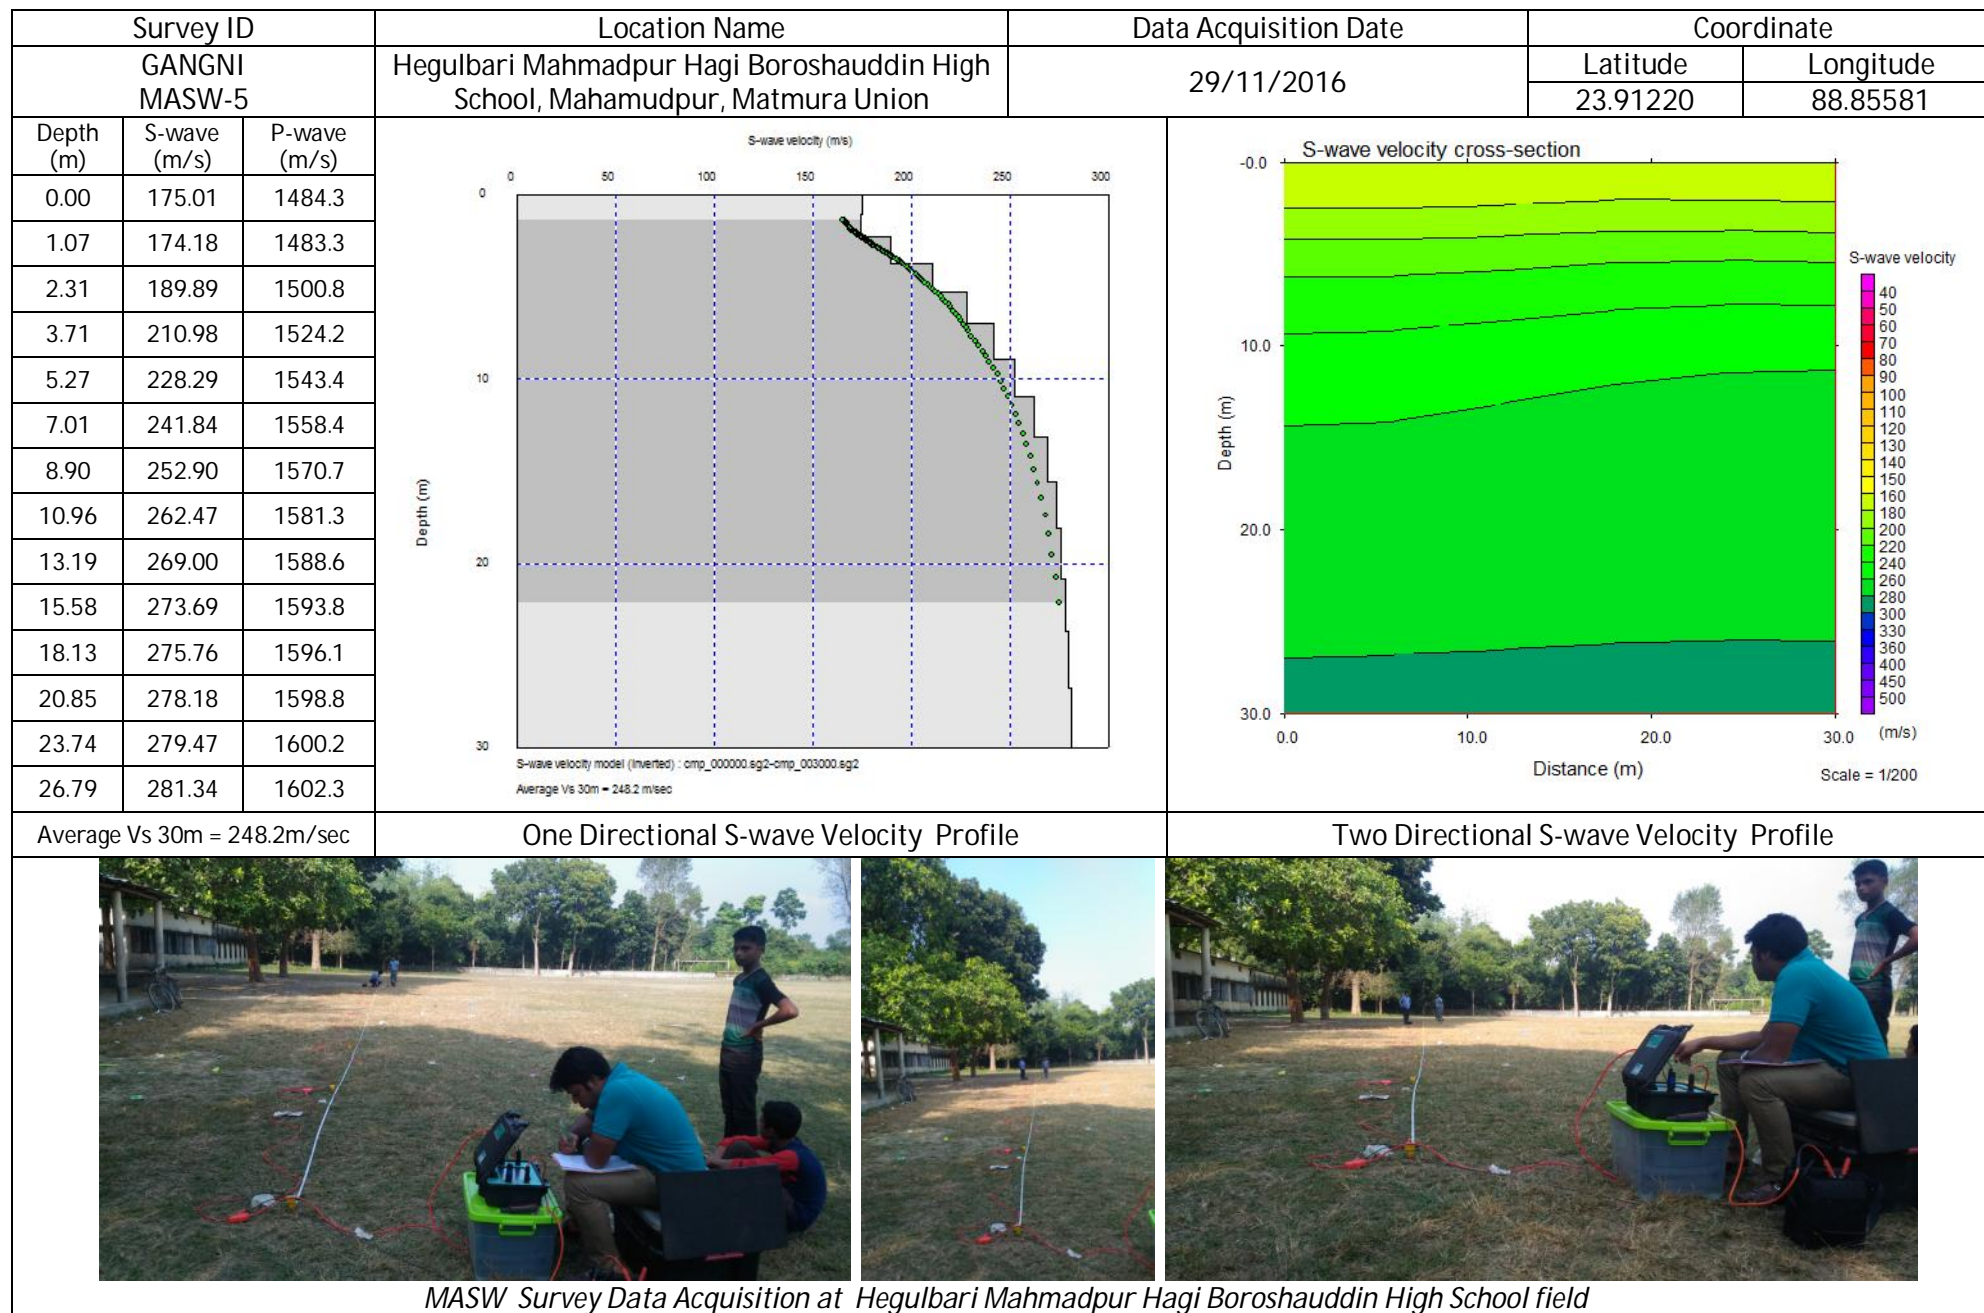 Survey ID
Location Name
Data Acquisition Date
Coordinate
GANGNI
MASW-5
Hegulbari Mahmadpur Hagi Boroshauddin High
School, Mahamudpur, Matmura Union
29/11/2016
Latitude
Longitude
23.91220
88.85581
Depth (m) S-wave (m/s) P-wave (m/s)
0.00 175.01 1484.3
1.07 174.18 1483.3
2.31 189.89 1500.8
3.71 210.98 1524.2
5.27 228.29 1543.4
7.01 241.84 1558.4
8.90 252.90 1570.7
10.96 262.47 1581.3
13.19 269.00 1588.6
15.58 273.69 1593.8
18.13 275.76 1596.1
20.85 278.18 1598.8
23.74 279.47 1600.2
26.79 281.34 1602.3
Average Vs 30m = 248.2m/sec
S-wave velocity (m/s)
0 50 100 150 200 250 300
0
10
20
30
Depth (m)
S-wave velocity model (inverted) : cmp_000000.sg2-cmp_003000.sg2
Average Vs 30m = 248.2 m/sec
One Directional S-wave Velocity Profile
S-wave velocity cross-section
-0.0
10.0
20.0
30.0
Depth (m)
0.0 10.0 20.0 30.0
Distance (m)
S-wave velocity
40
50
60
70
80
90
100
110
120
130
140
150
160
180
200
220
240
260
280
300
330
360
400
450
500
(m/s)
Scale = 1/200
Two Directional S-wave Velocity Profile
MASW Survey Data Acquisition at Hegulbari Mahmadpur Hagi Boroshauddin High School field